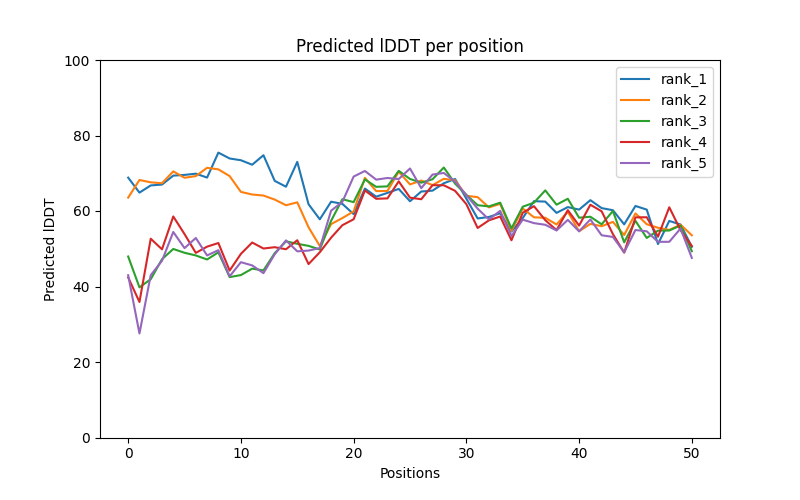 Predicted lDDT per position
100
80
60
40
20
0
Predicted lDDT
0 10 20 30 40 50
Positions
rank_1
rank_2
rank_3
rank_4
rank_5